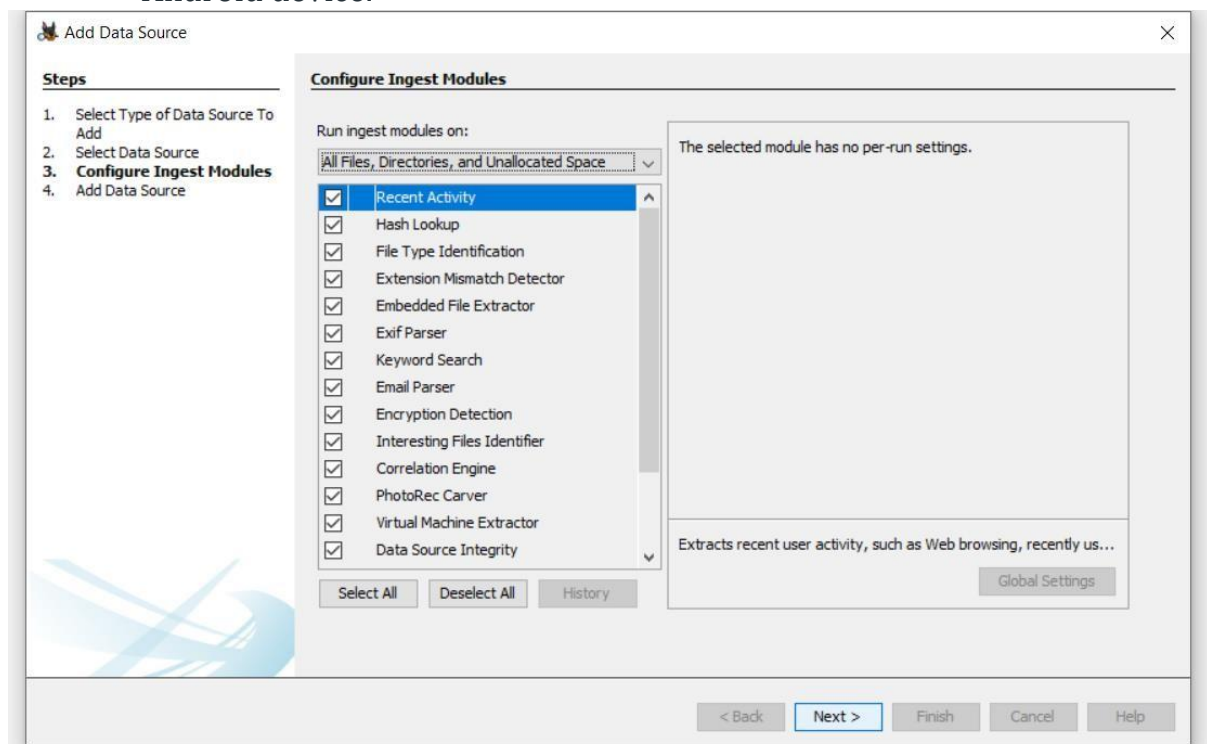 Android device.
Add Data Source
Steps
1. Select Type of Data Source To
Add
2. Select Data Source
3. Configure Ingest Modules
4. Add Data Source
Configure Ingest Modules
Run ingest modules on:
All Files, Directories, and Unallocated Space
Recent Activity
Hash Lookup
File Type Identification
Extension Mismatch Detector
Embedded File Extractor
Exif Parser
Keyword Search
Email Parser
Encryption Detection
Interesting Files Identifier
Correlation Engine
PhotoRec Carver
Virtual Machine Extractor
Data Source Integrity
Select All Deselect All History
The selected module has no per-run settings.
Extracts recent user activity, such as Web browsing, recently us...
Global Settings
< Back Next > Finish Cancel Help